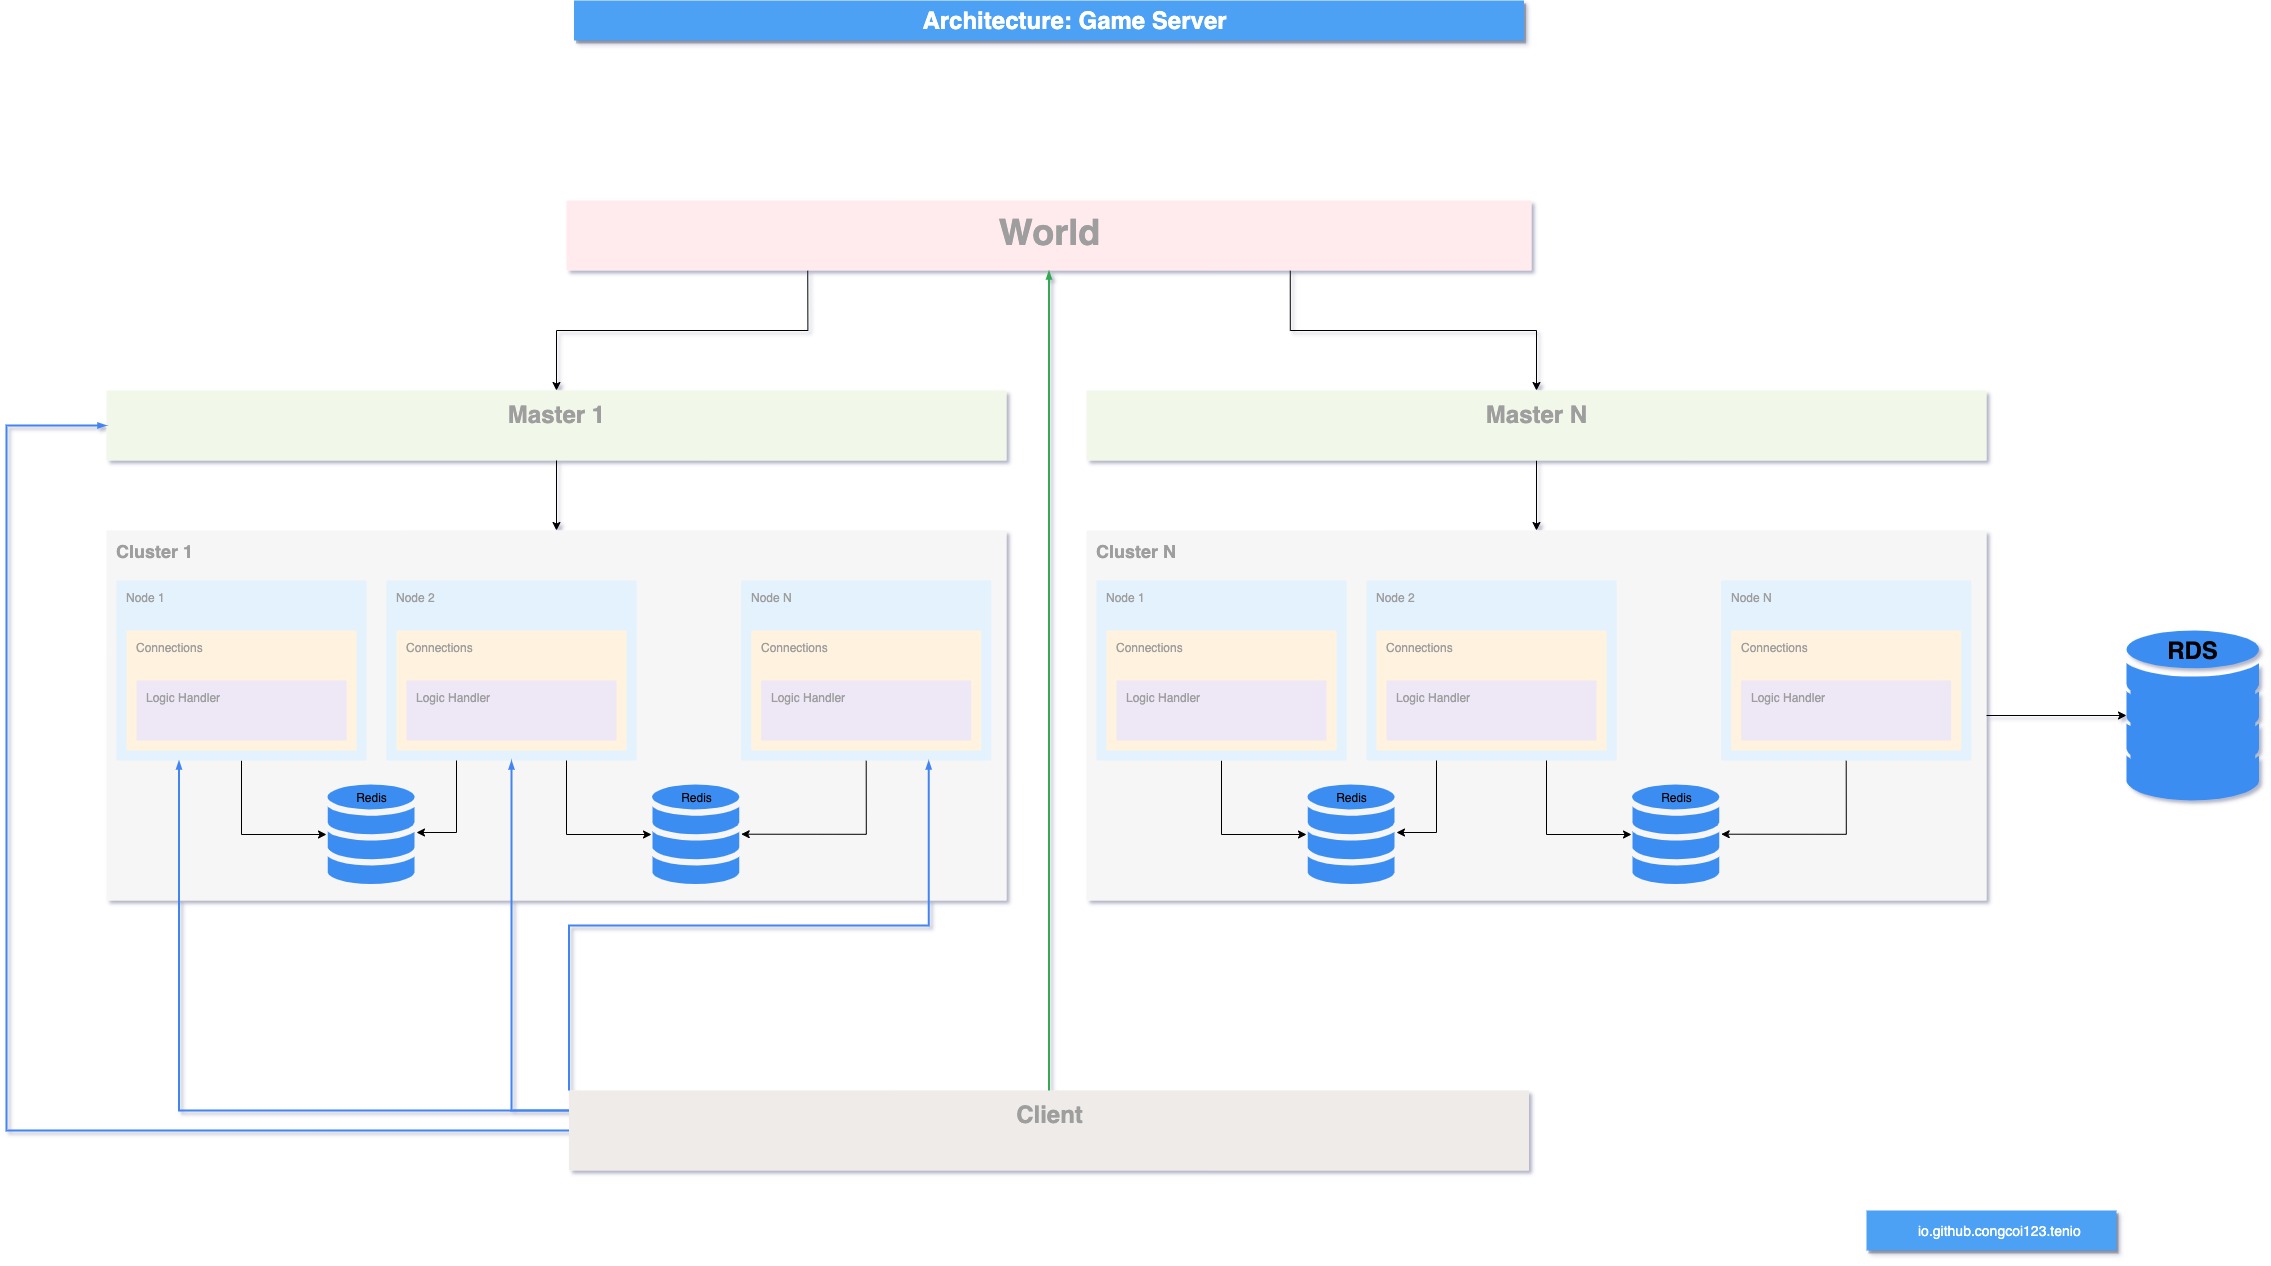 Architecture: Game Server
World
Master 1
Master N
Cluster 1
Node 1
Connections
Logic Handler
Node 2
Connections
Logic Handler
Node N
Connections
Logic Handler
Redis
Redis
Cluster N
Node 1
Connections
Logic Handler
Node 2
Connections
Logic Handler
Node N
Connections
Logic Handler
Redis
Redis
RDS
Client
io.github.congcoi123.tenio